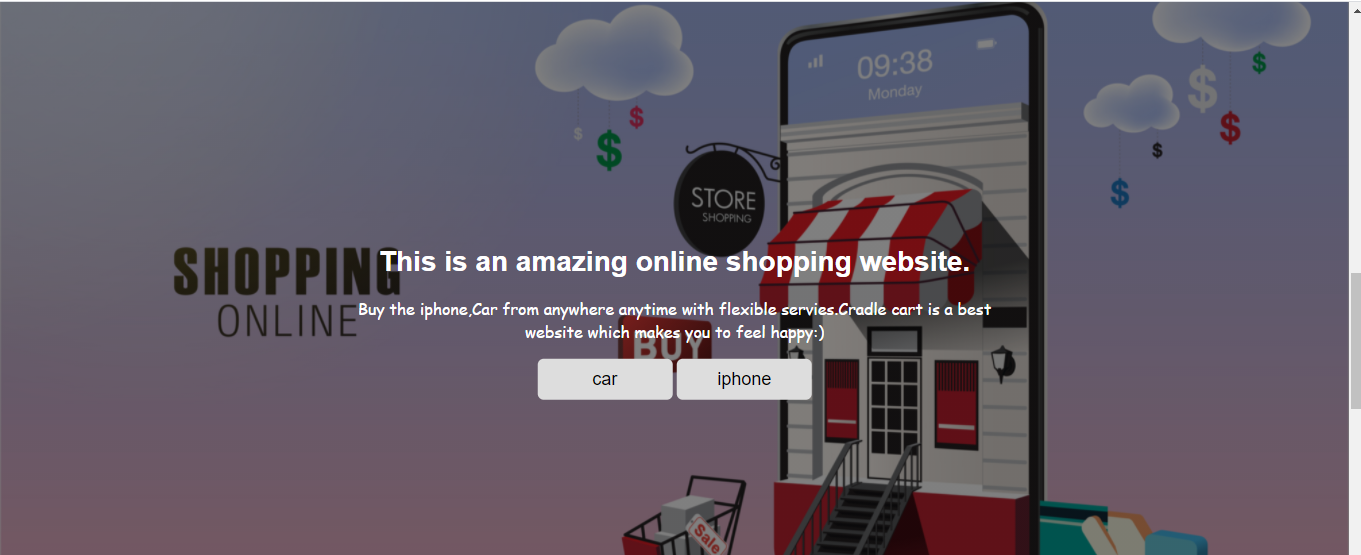 09:38
Monday
$
$
$
$
$
$
$
$
STORE
SHOPPING
SHOPPING
ONLINE
This is an amazing online shopping website.
Buy the iphone,Car from anywhere anytime with flexible servies.Cradle cart is a best
website which makes you to feel happy:)
BUY
car
iphone
Sale